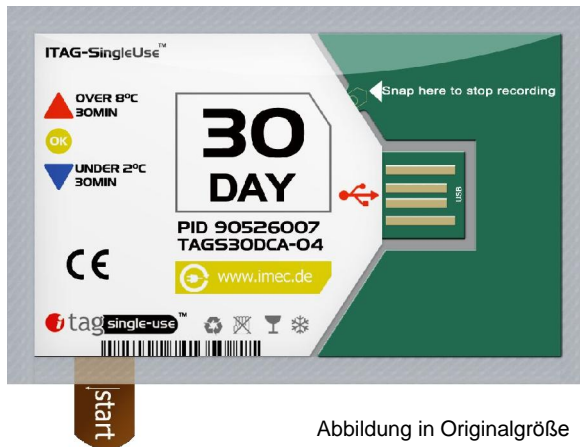 ITAG-SingleUse™
Snap here to stop recording
OVER 8ºC
30MIN
OK
UNDER 2ºC
30MIN
30
DAY
USB
PID 90526007
TAGS30DCA-04
CE
www.imec.de
i tag single-use™
start
Abbildung in Originalgröße